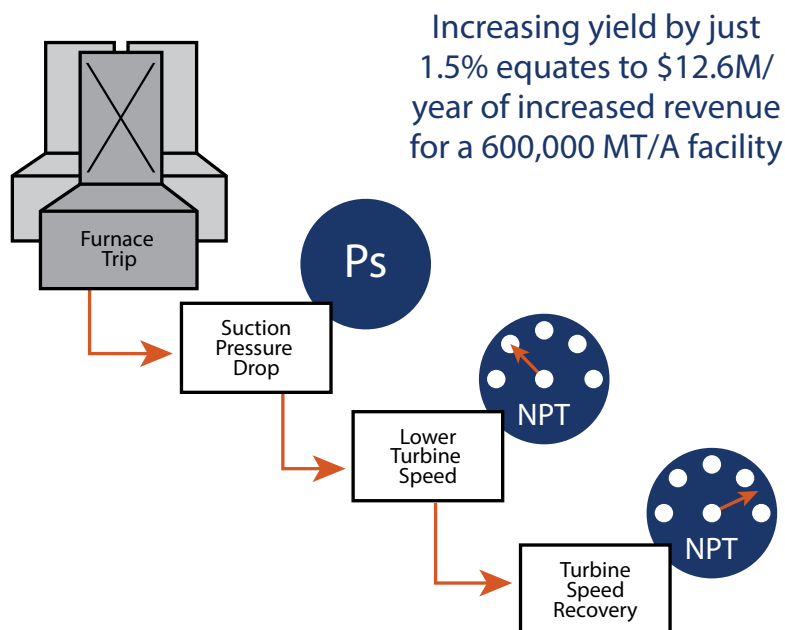 Increasing yield by just
1.5% equates to $12.6M/
year of increased revenue
for a 600,000 MT/A facility
Furnace
Trip
Ps
Suction
Pressure
Drop
NPT
Lower
Turbine
Speed
NPT
Turbine
Speed
Recovery